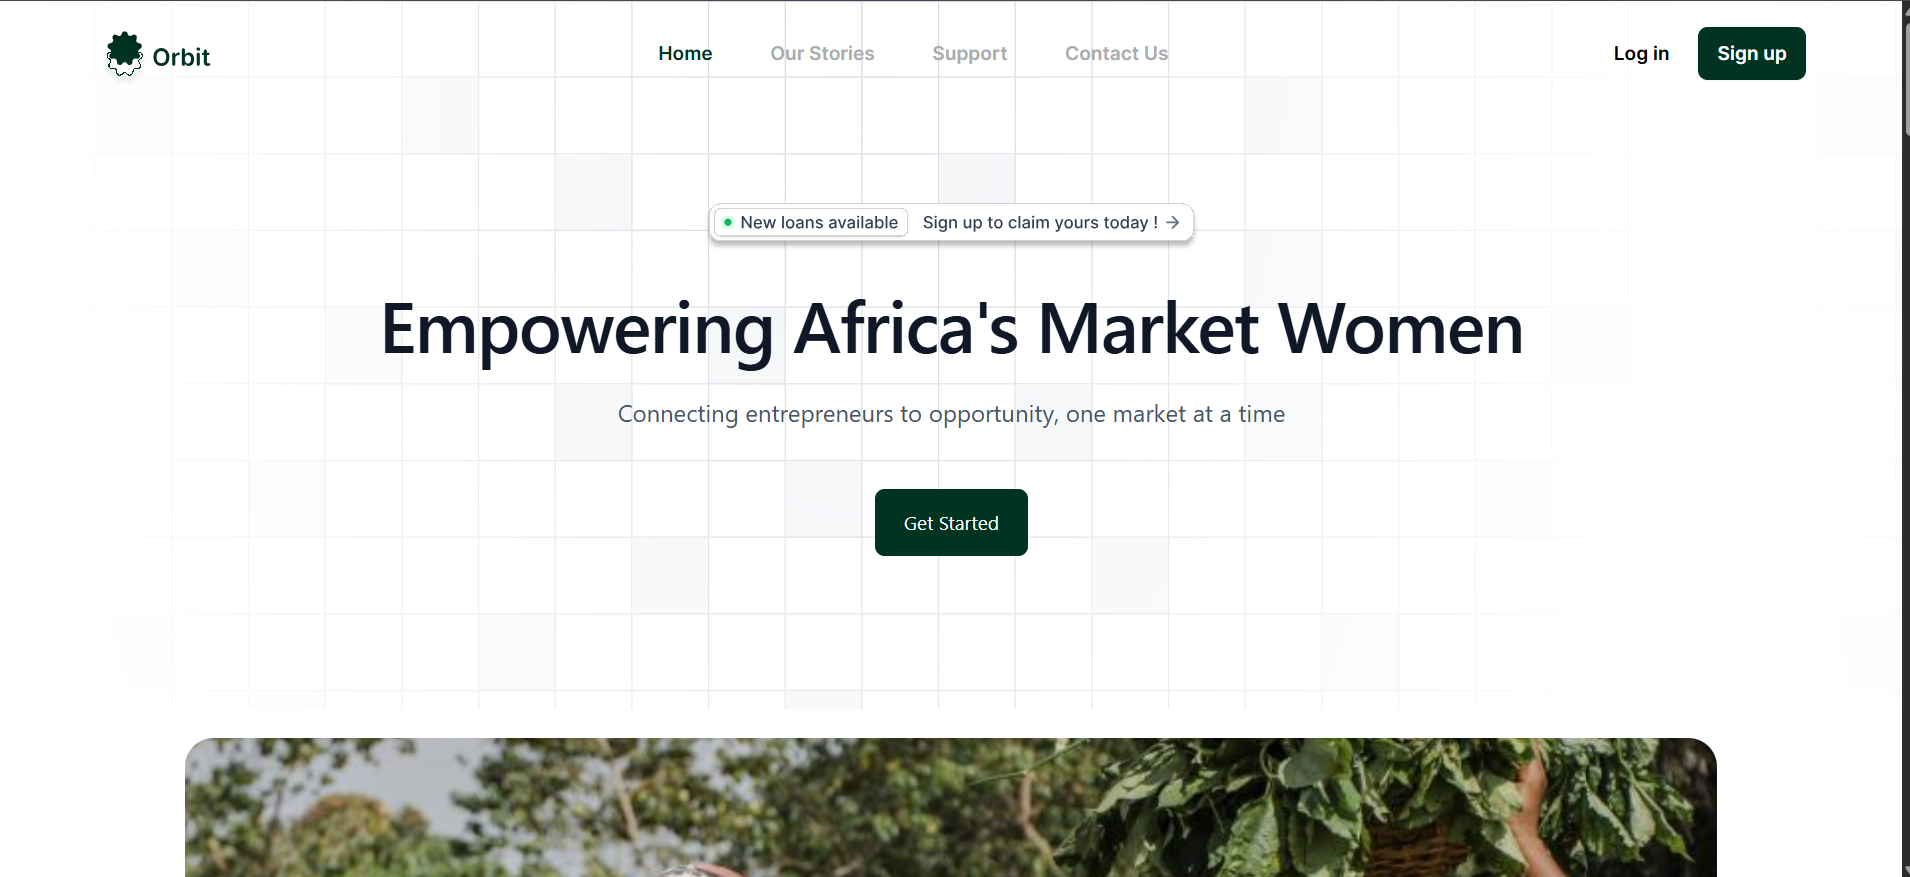 Orbit
Home Our Stories Support Contact Us
Log in Sign up
New loans available Sign up to claim yours today ! →
Empowering Africa's Market Women
Connecting entrepreneurs to opportunity, one market at a time
Get Started